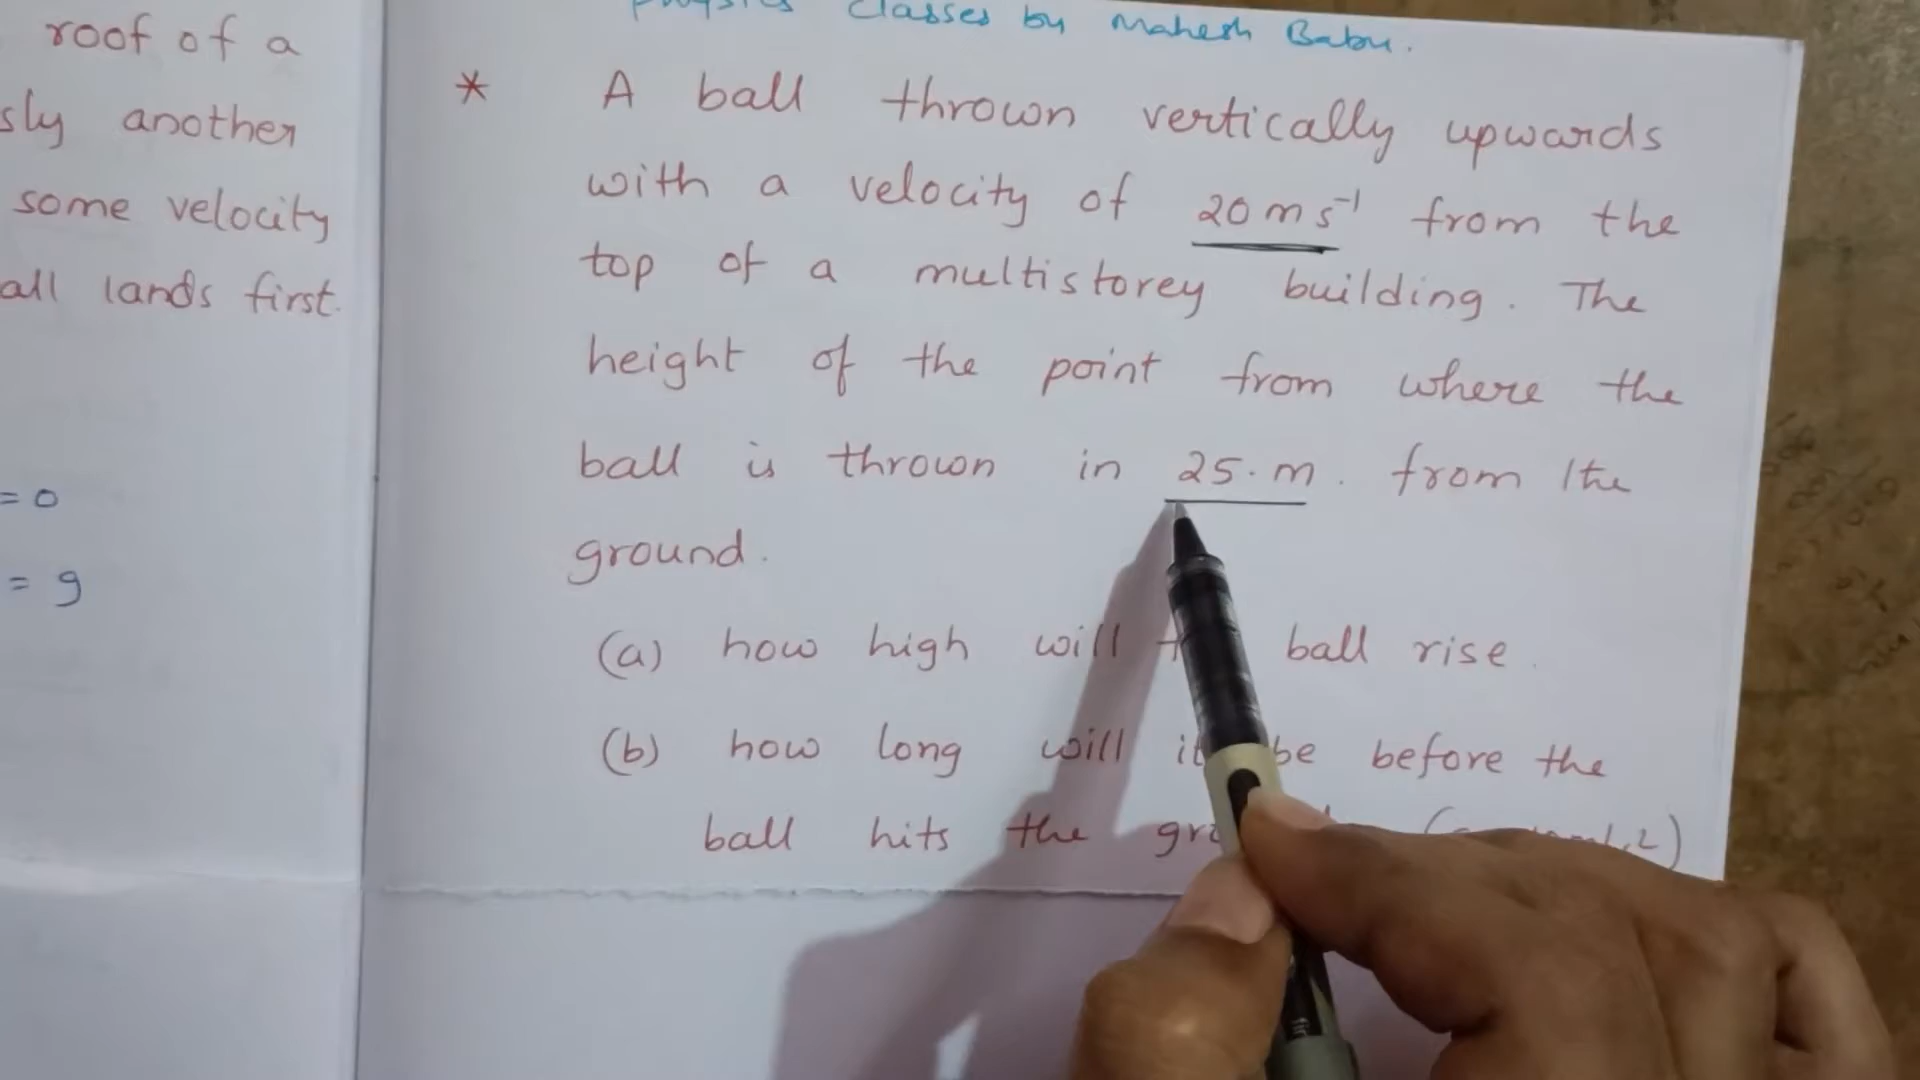 roof of a
sly another
some velocity
all lands first.
= 0
= g
Physics Classes by Mahesh Babu.
* A ball thrown vertically upwards
with a velocity of 20 m s⁻¹ from the
top of a multistorey building. The
height of the point from where the
ball is thrown in 25.m. from the
ground.
(a) how high will ball rise.
(b) how long will it be before the
ball hits the